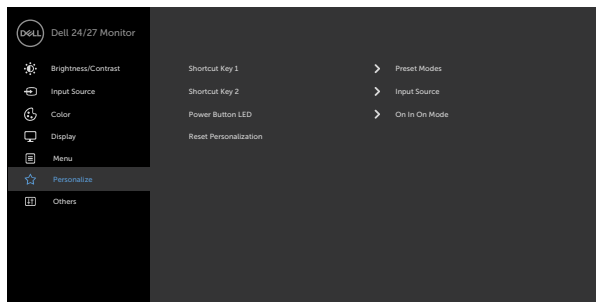 DELL Dell 24/27 Monitor
Brightness/Contrast Shortcut Key 1 Preset Modes
Input Source Shortcut Key 2 Input Source
Color Power Button LED On In On Mode
Display Reset Personalization
Menu
Personalize
Others